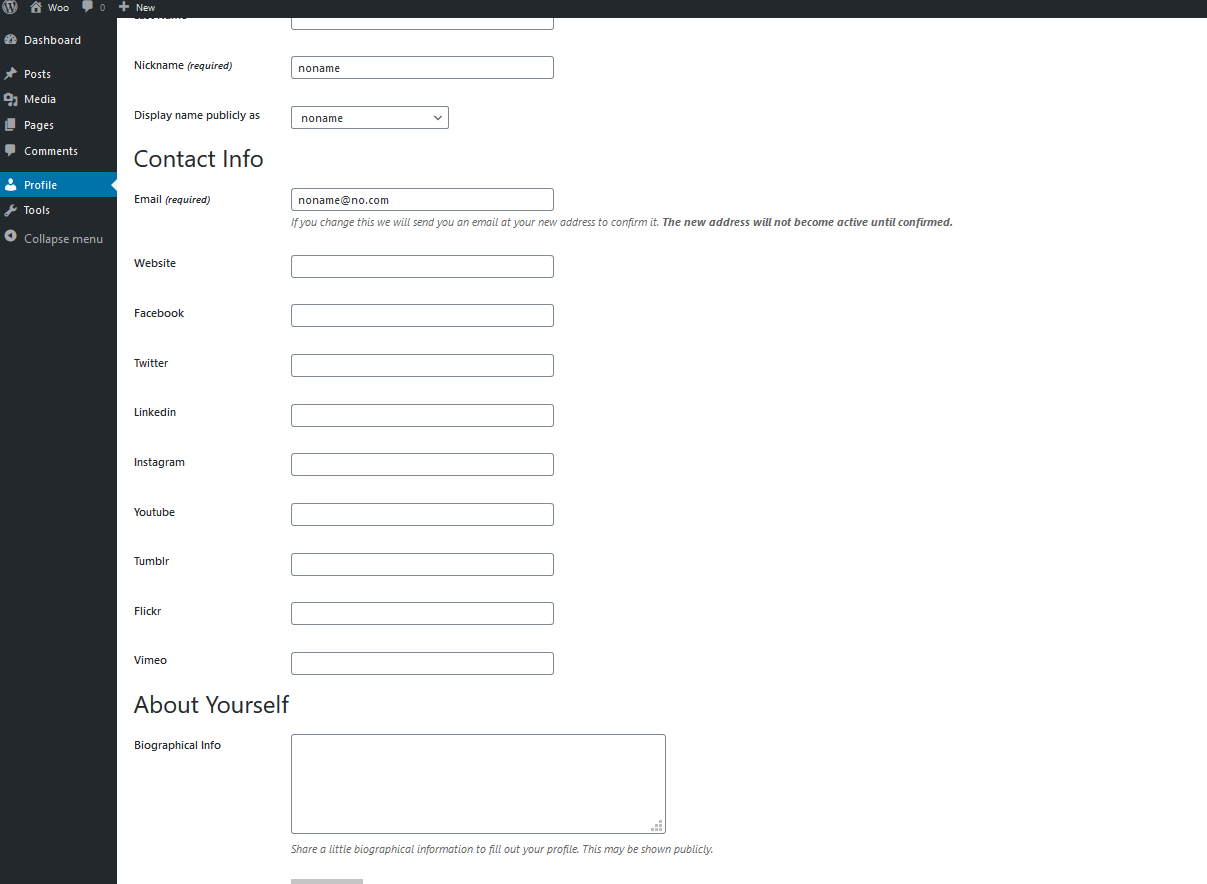 Woo
0
New
Dashboard
Posts
Media
Pages
Comments
Profile
Tools
Collapse menu
Last Name
Nickname (required)
noname
Display name publicly as
noname
Contact Info
Email (required)
noname@no.com
If you change this we will send you an email at your new address to confirm it. The new address will not become active until confirmed.
Website
Facebook
Twitter
Linkedin
Instagram
Youtube
Tumblr
Flickr
Vimeo
About Yourself
Biographical Info
Share a little biographical information to fill out your profile. This may be shown publicly.